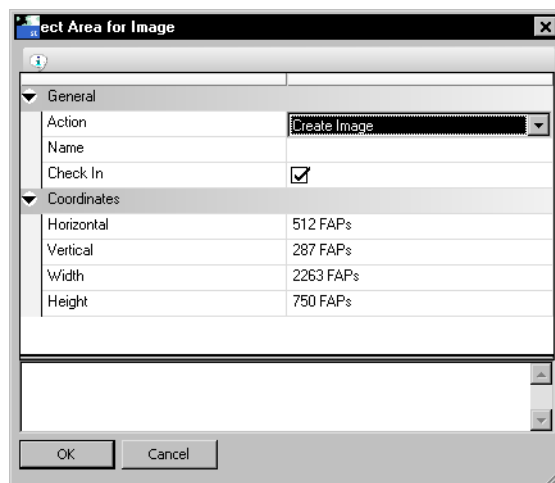 ect Area for Image
General
Action Create Image
Name
Check In
Coordinates
Horizontal 512 FAPs
Vertical 287 FAPs
Width 2263 FAPs
Height 750 FAPs
OK Cancel